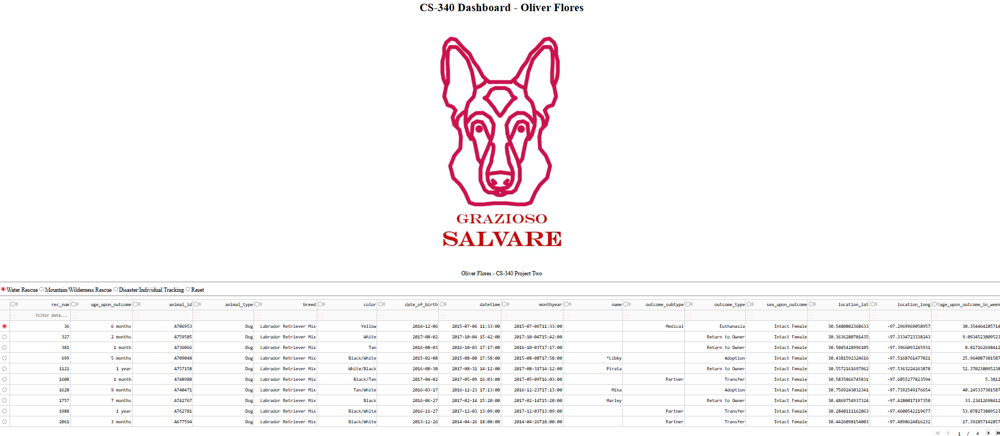 CS-340 Dashboard - Oliver Flores
GRAZIOSO
SALVARE
Oliver Flores - CS-340 Project Two
Water Rescue Mountain/Wilderness Rescue Disaster/Individual Tracking Reset
rec_num age_upon_outcome animal_id animal_type breed color date_of_birth datetime monthyear name outcome_subtype outcome_type sex_upon_outcome location_lat location_long age_upon_outcome_in_week
filter data...
36 6 months A706953 Dog Labrador Retriever Mix Yellow 2014-12-06 2015-07-06 11:33:00 2015-07-06T11:33:00 Medical Euthanasia Intact Female 30.5480802368633 -97.2969969058957 30.354464285714
327 2 months A759505 Dog Labrador Retriever Mix White 2017-08-02 2017-10-04 15:42:00 2017-10-04T15:42:00 Return to Owner Intact Female 30.3636280701435 -97.3334723338243 9.0934523809523
381 1 month A736066 Dog Labrador Retriever Mix Tan 2016-08-03 2016-10-03 17:17:00 2016-10-03T17:17:00 Return to Owner Intact Female 30.5045428996105 -97.3966093245931 8.817162698412
699 5 months A709048 Dog Labrador Retriever Mix Black/White 2015-02-08 2015-08-08 17:58:00 2015-08-08T17:58:00 *Libby Adoption Intact Female 30.4381592324616 -97.5168761477021 25.964087301587
1121 1 year A757158 Dog Labrador Retriever Mix White/Black 2016-08-30 2017-08-31 14:12:00 2017-08-31T14:12:00 Pirata Return to Owner Intact Female 30.5572161697962 -97.5363224263878 52.370238095238
1608 1 month A748988 Dog Labrador Retriever Mix Black/Tan 2017-04-02 2017-05-09 16:03:00 2017-05-09T16:03:00 Partner Transfer Intact Female 30.5835866745831 -97.6855277823594 5.3812
1628 9 months A740471 Dog Labrador Retriever Mix Tan/White 2016-03-17 2016-12-23 17:13:00 2016-12-23T17:13:00 Mika Adoption Intact Female 30.7569243032341 -97.7392549176654 40.245337301587
1757 7 months A742767 Dog Labrador Retriever Mix Black 2016-06-27 2017-02-14 15:20:00 2017-02-14T15:20:00 Marley Return to Owner Intact Female 30.4869754937324 -97.4280017197358 33.23412698412
1988 1 year A762781 Dog Labrador Retriever Mix Black/White 2016-11-27 2017-12-03 13:09:00 2017-12-03T13:09:00 Partner Transfer Intact Female 30.2840111162863 -97.4600542219677 53.078273809523
2061 3 months A677594 Dog Labrador Retriever Mix Black/White 2013-12-26 2014-04-26 18:00:00 2014-04-26T18:00:00 Partner Transfer Intact Female 30.4426098154003 -97.4898624816232 17.392857142857
1 / 4